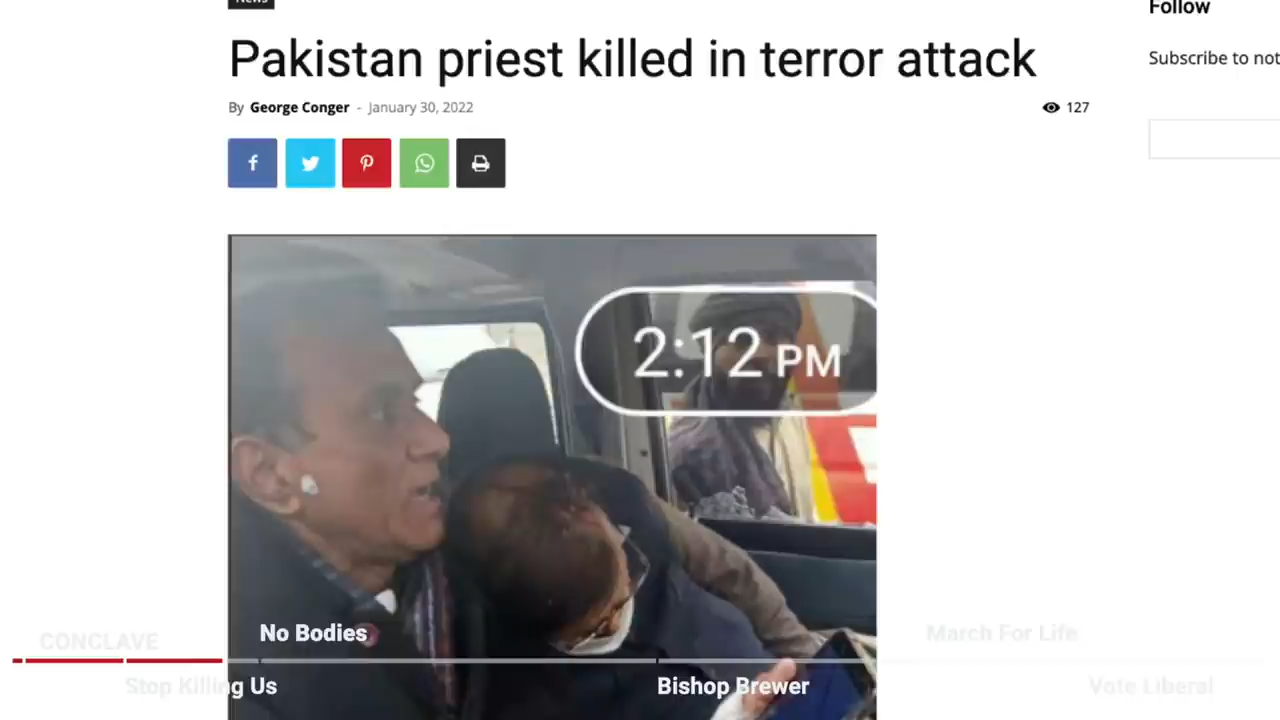 News
Follow
Pakistan priest killed in terror attack
Subscribe to not
By George Conger - January 30, 2022
127
2:12 PM
CONCLAVE
No Bodies
March For Life
Stop Killing Us
Bishop Brewer
Vote Liberal